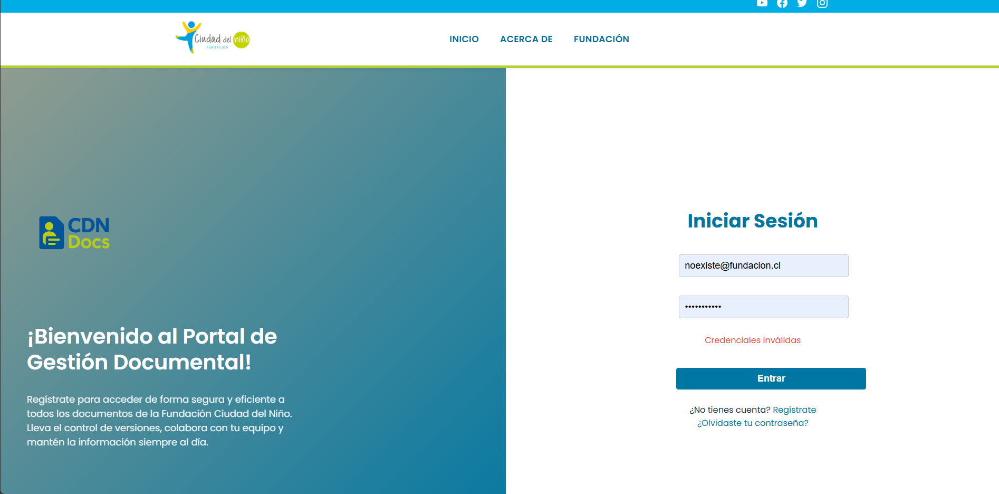 Ciudad del niño
FUNDACIÓN
INICIO ACERCA DE FUNDACIÓN
CDN
Docs
¡Bienvenido al Portal de
Gestión Documental!
Regístrate para acceder de forma segura y eficiente a
todos los documentos de la Fundación Ciudad del Niño.
Lleva el control de versiones, colabora con tu equipo y
mantén la información siempre al día.
Iniciar Sesión
noexiste@fundacion.cl
•••••••••••
Credenciales inválidas
Entrar
¿No tienes cuenta? Regístrate
¿Olvidaste tu contraseña?